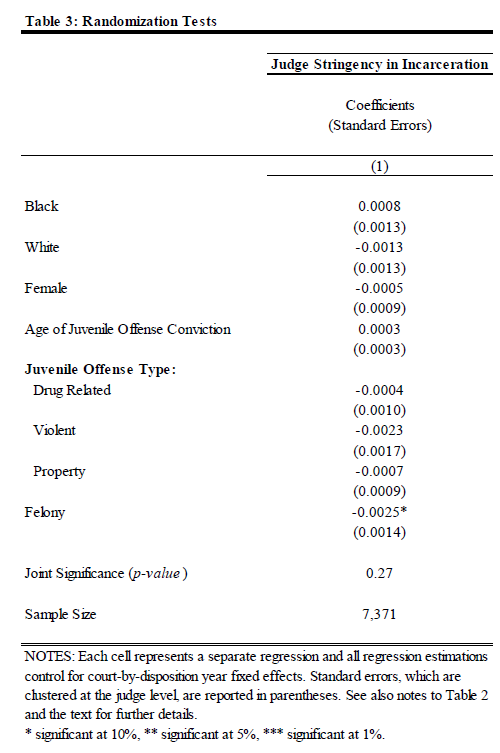 Table 3: Randomization Tests
Judge Stringency in Incarceration
Coefficients
(Standard Errors)
(1)
Black 0.0008
(0.0013)
White -0.0013
(0.0013)
Female -0.0005
(0.0009)
Age of Juvenile Offense Conviction 0.0003
(0.0003)
Juvenile Offense Type:
Drug Related -0.0004
(0.0010)
Violent -0.0023
(0.0017)
Property -0.0007
(0.0009)
Felony -0.0025*
(0.0014)
Joint Significance (p-value) 0.27
Sample Size 7,371
NOTES: Each cell represents a separate regression and all regression estimations
control for court-by-disposition year fixed effects. Standard errors, which are
clustered at the judge level, are reported in parentheses. See also notes to Table 2
and the text for further details.
* significant at 10%, ** significant at 5%, *** significant at 1%.